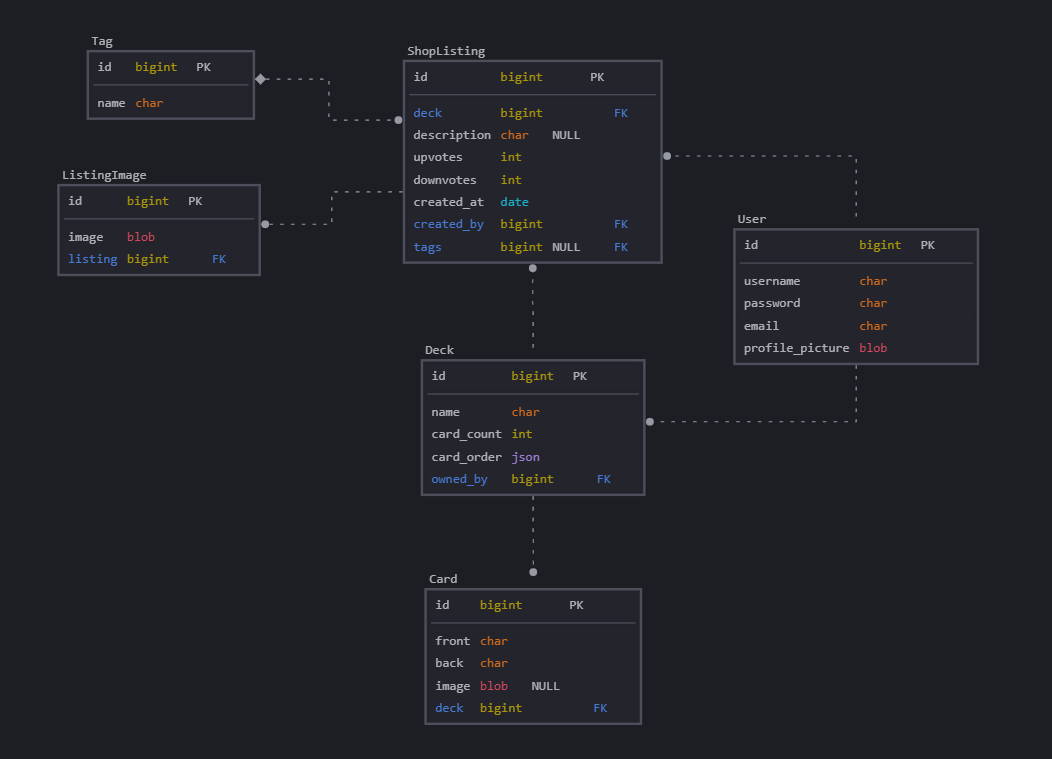 Tag
id bigint PK
name char
ShopListing
id bigint PK
deck bigint FK
description char NULL
upvotes int
downvotes int
created_at date
created_by bigint FK
tags bigint NULL FK
ListingImage
id bigint PK
image blob
listing bigint FK
User
id bigint PK
username char
password char
email char
profile_picture blob
Deck
id bigint PK
name char
card_count int
card_order json
owned_by bigint FK
Card
id bigint PK
front char
back char
image blob NULL
deck bigint FK